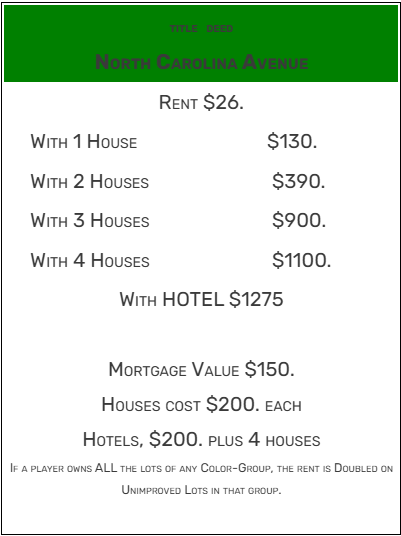 TITLE DEED
NORTH CAROLINA AVENUE
RENT $26.
WITH 1 HOUSE $130.
WITH 2 HOUSES $390.
WITH 3 HOUSES $900.
WITH 4 HOUSES $1100.
WITH HOTEL $1275
MORTGAGE VALUE $150.
HOUSES COST $200. EACH
HOTELS, $200. PLUS 4 HOUSES
IF A PLAYER OWNS ALL THE LOTS OF ANY COLOR-GROUP, THE RENT IS DOUBLED ON
UNIMPROVED LOTS IN THAT GROUP.